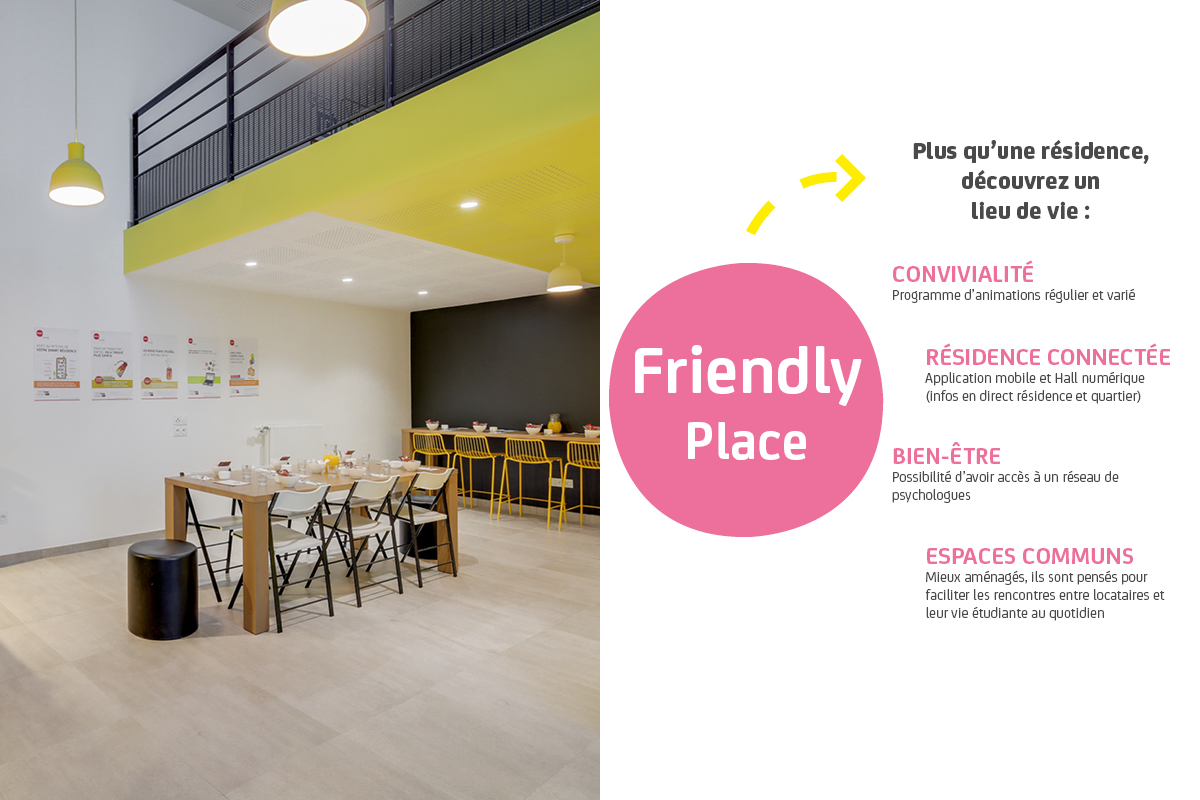 Plus qu'une résidence,
découvrez un
lieu de vie :
Friendly
Place
CONVIVIALITÉ
Programme d'animations régulier et varié
RÉSIDENCE CONNECTÉE
Application mobile et Hall numérique
(infos en direct résidence et quartier)
BIEN-ÊTRE
Possibilité d'avoir accès à un réseau de
psychologues
ESPACES COMMUNS
Mieux aménagés, ils sont pensés pour
faciliter les rencontres entre locataires et
leur vie étudiante au quotidien